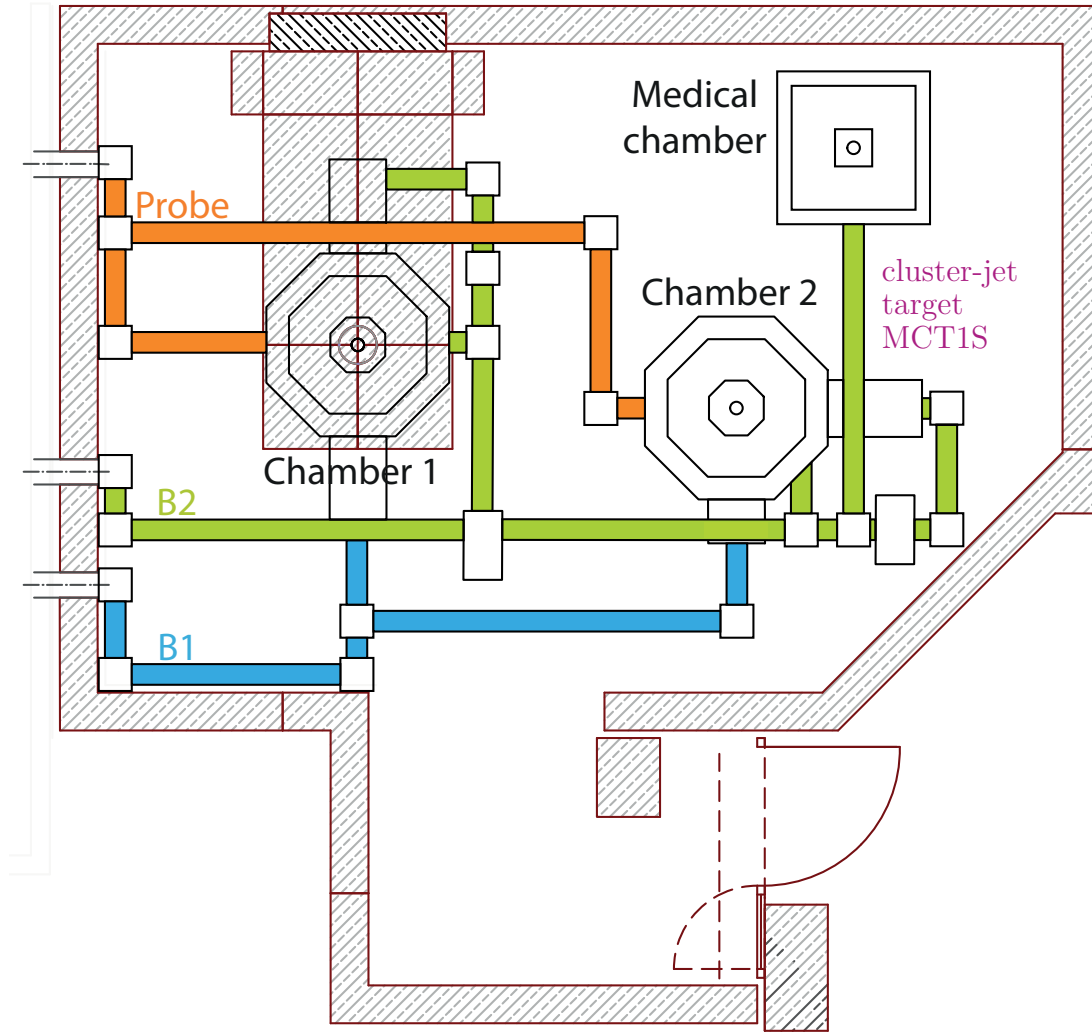 Medical
chamber
Probe
cluster-jet
target
MCT1S
Chamber 2
Chamber 1
B2
B1